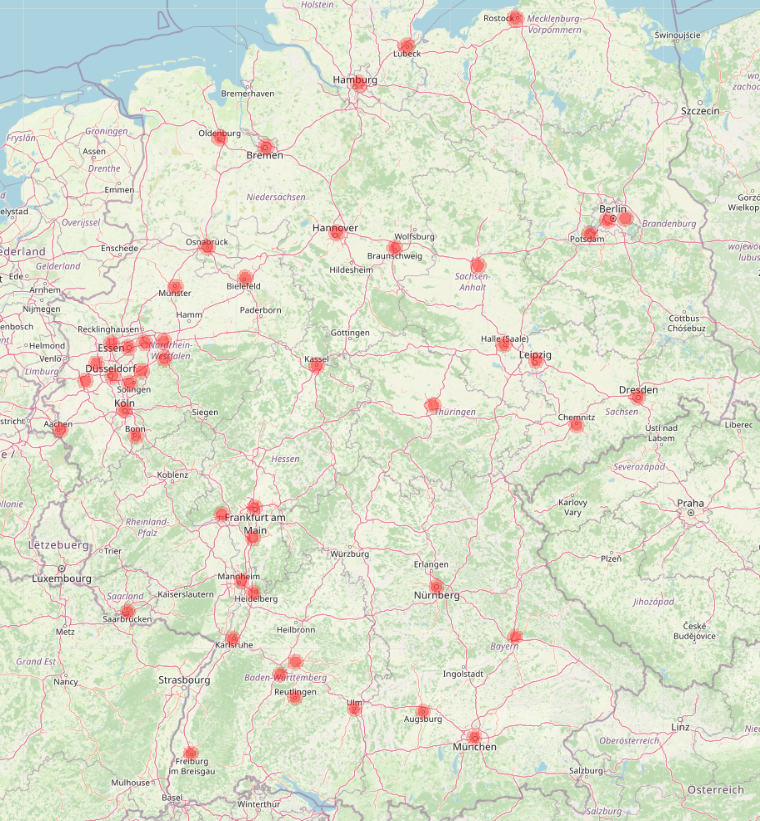 Holstein
Rostock
Mecklenburg-
Vorpommern
Świnoujście
Lübeck
Hamburg
Bremerhaven
Szczecin
Groningen
Fryslân
Oldenburg
Assen
Bremen
Drenthe
Emmen
Niedersachsen
Berlin
Overijssel
Brandenburg
Hannover
Wolfsburg
Potsdam
Enschede
Osnabrück
Braunschweig
Gelderland
Hildesheim
Sachsen-
Anhalt
Ede
Arnhem
Münster
Bielefeld
Nijmegen
Hamm
Paderborn
Cottbus -
Chóśebuz
Recklinghausen
Göttingen
Halle (Saale)
Helmond
Essen
Nordrhein-
Westfalen
Leipzig
Venlo
Kassel
Limburg
Düsseldorf
Solingen
Dresden
Köln
Siegen
Thüringen
Chemnitz
Sachsen
Aachen
Bonn
Liberec
Ústí nad
Labem
Hessen
Severozápad
Koblenz
Karlovy
Vary
Praha
Frankfurt am
Main
Rheinland-
Pfalz
Lëtzebuerg
Trier
Würzburg
Plzeň
Erlangen
Luxembourg
Mannheim
Kaiserslautern
Nürnberg
Saarland
Heidelberg
Jihozápad
Saarbrücken
Metz
Heilbronn
České
Budějovice
Karlsruhe
Bayern
Grand Est
Ingolstadt
Nancy
Strasbourg
Baden-Württemberg
Reutlingen
Ulm
Augsburg
Linz
München
Oberösterreich
Freiburg
im Breisgau
Salzburg
Mulhouse
Österreich
Basel
Winterthur
Salzburg